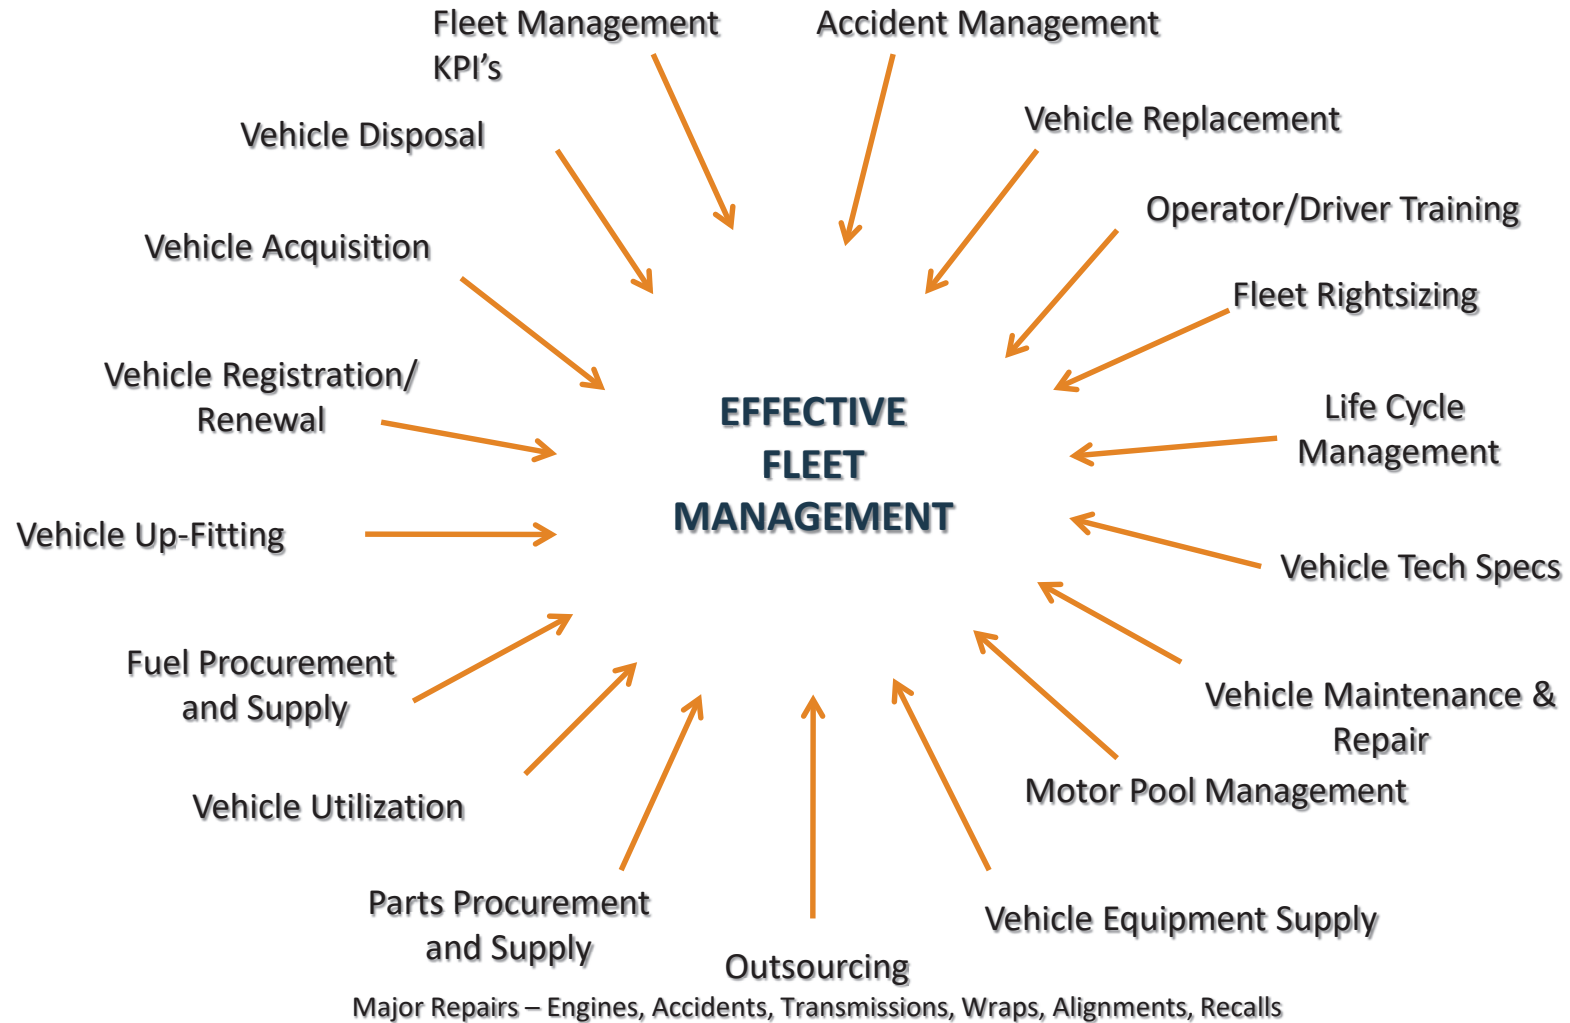 Fleet Management
KPI’s
Accident Management
Vehicle Disposal
Vehicle Replacement
Operator/Driver Training
Vehicle Acquisition
Fleet Rightsizing
Vehicle Registration/
Renewal
EFFECTIVE
FLEET
MANAGEMENT
Life Cycle
Management
Vehicle Up-Fitting
Vehicle Tech Specs
Fuel Procurement
and Supply
Vehicle Maintenance &
Repair
Vehicle Utilization
Motor Pool Management
Parts Procurement
and Supply
Vehicle Equipment Supply
Outsourcing
Major Repairs – Engines, Accidents, Transmissions, Wraps, Alignments, Recalls